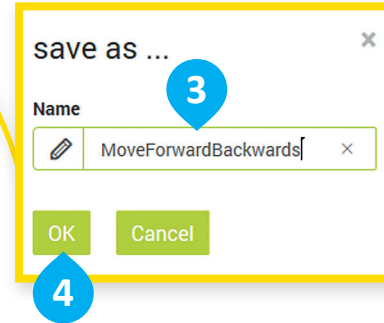 save as ... ×
3
Name
MoveForwardBackwards ×
OK Cancel
4